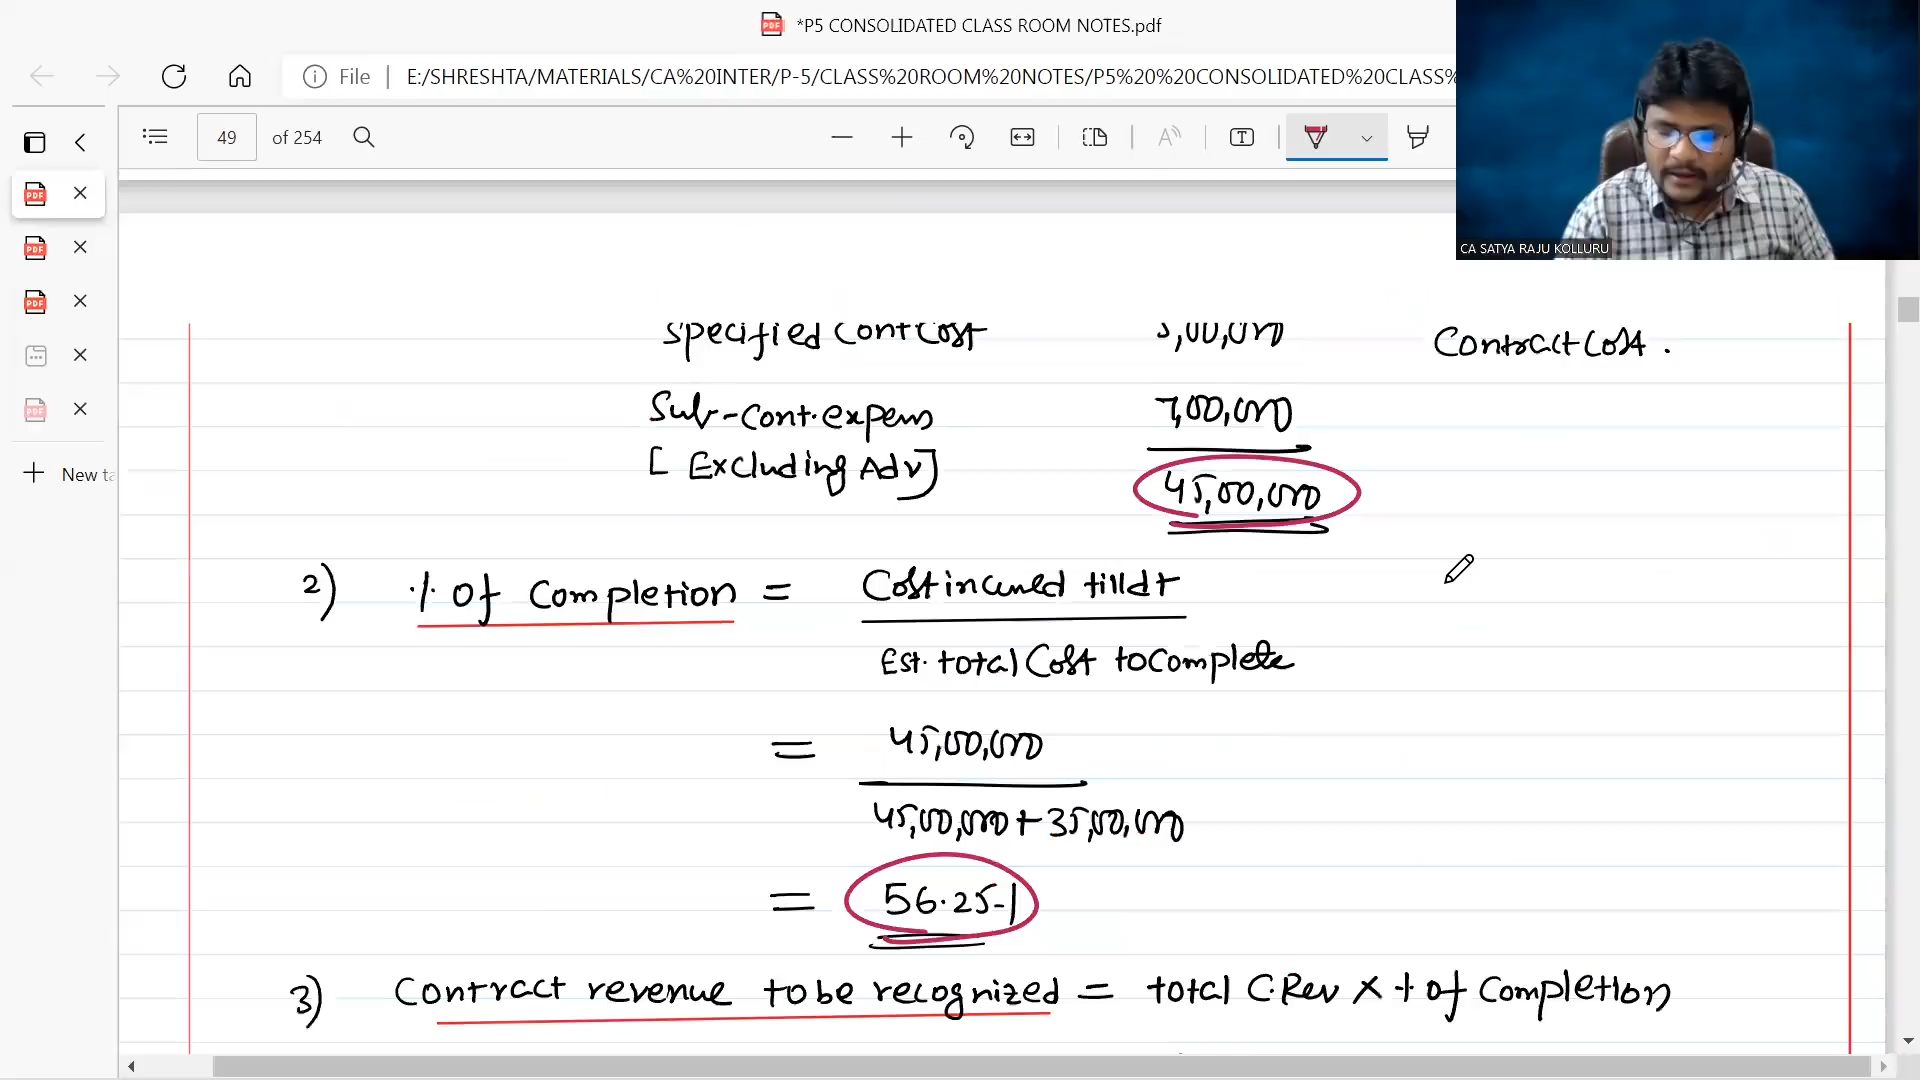 *P5 CONSOLIDATED CLASS ROOM NOTES.pdf
File
E:/SHRESHTA/MATERIALS/CA%20INTER/P-5/CLASS%20ROOM%20NOTES/P5%20%20CONSOLIDATED%20CLASS%
49 of 254
New ta
CA SATYA RAJU KOLLURU
Specified Cont Cost ,00,000 Contract Cost.
Sub-Cont. expens 7,00,000
[Excluding Adv]
45,00,000
2) % Of Completion = Cost incurred till dt
Est. total Cost to Complete
= 45,00,000
45,00,000 + 35,00,000
= 56.25%
3) Contract revenue to be recognized = total C.Rev X % of Completion